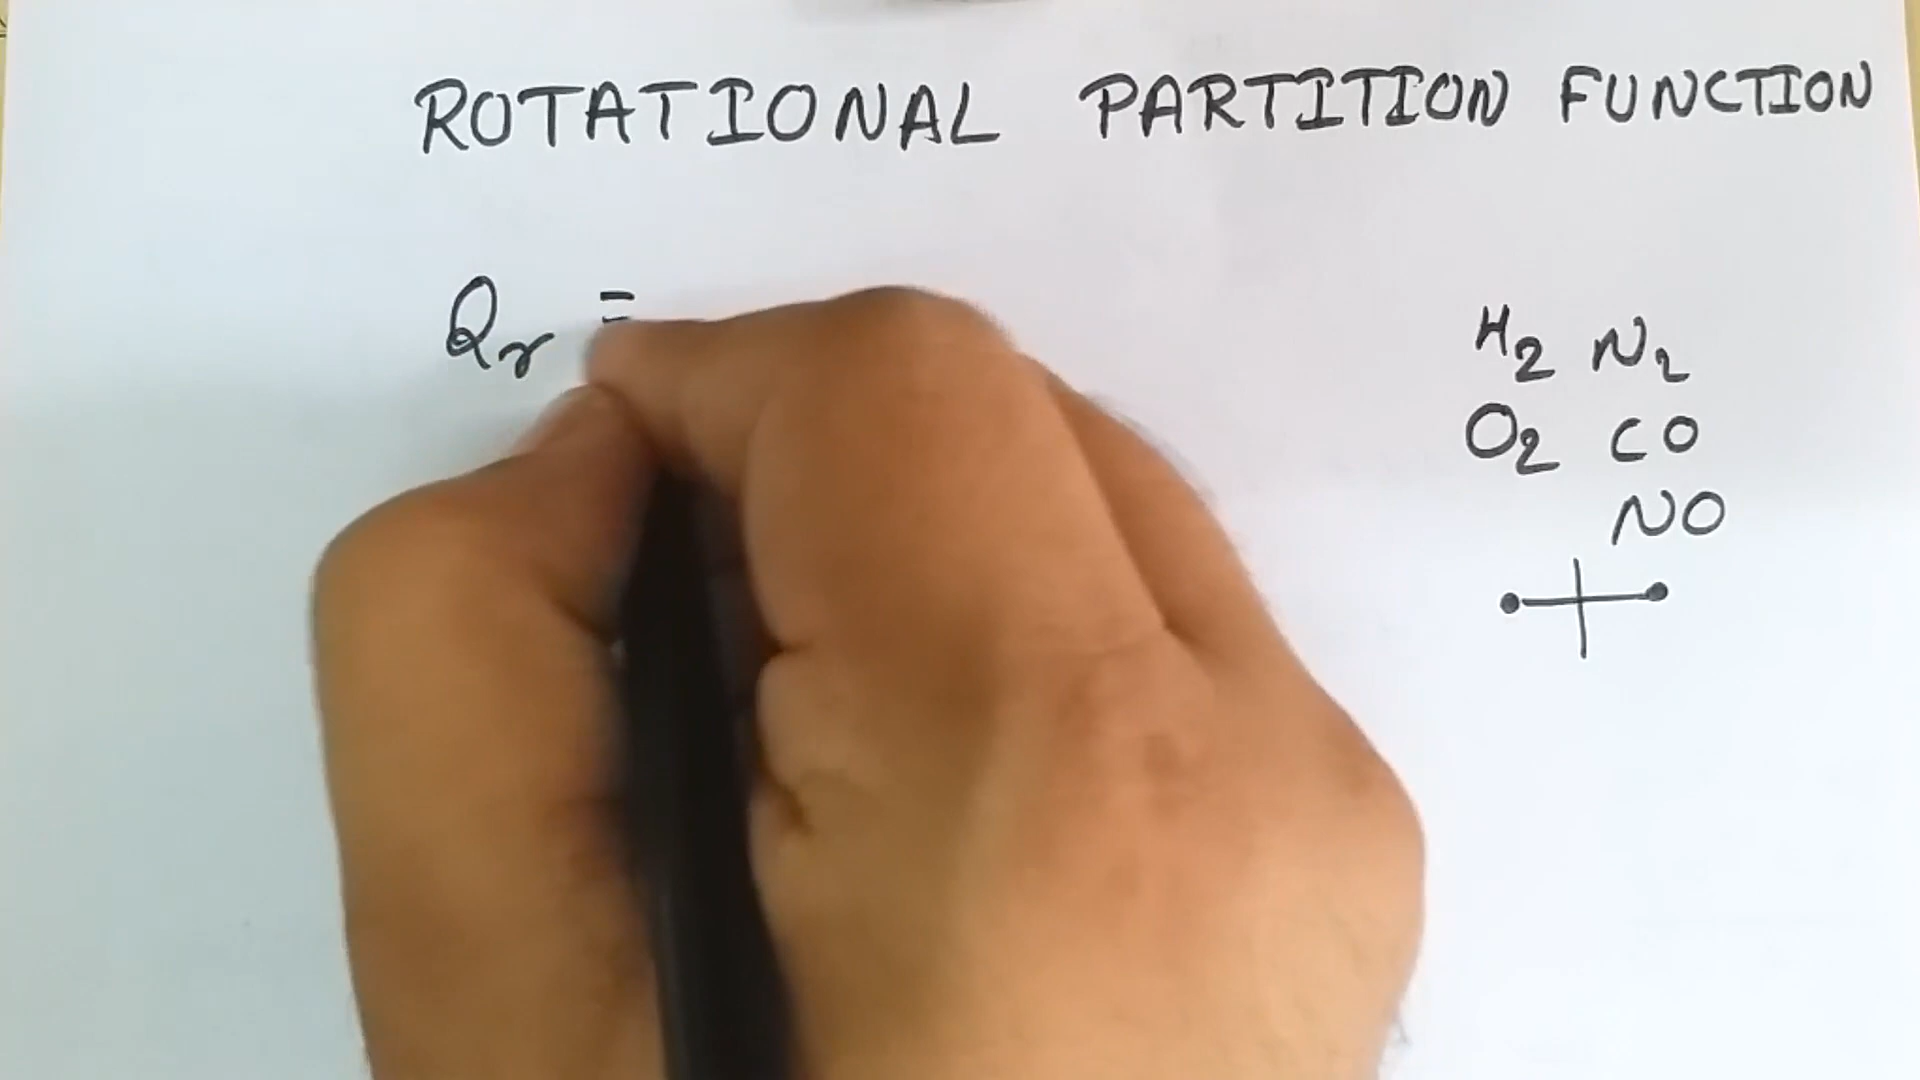 ROTATIONAL PARTITION FUNCTION
Qr =
H2 N2
O2 CO
NO